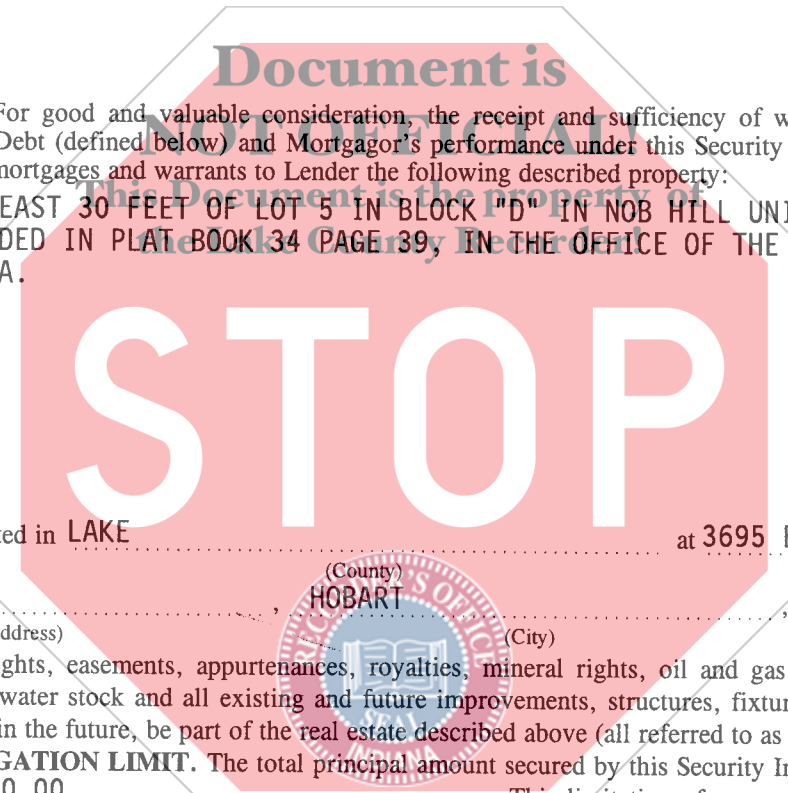 Document is
For good and valuable consideration, the receipt and sufficiency of w
NOT OFFICIAL!
Debt (defined below) and Mortgagor's performance under this Security
mortgages and warrants to Lender the following described property:
This Document is the property of
EAST 30 FEET OF LOT 5 IN BLOCK "D" IN NOB HILL UNI
the Lake County Recorder!
DED IN PLAT BOOK 34 PAGE 39, IN THE OFFICE OF THE
A.
STOP
ted in LAKE at 3695
(County)
HOBART
ddress) (City)
ghts, easements, appurtenances, royalties, mineral rights, oil and gas
water stock and all existing and future improvements, structures, fixtur
in the future, be part of the real estate described above (all referred to as
GATION LIMIT. The total principal amount secured by this Security In
RECORDER'S OFFICE
SEAL
INDIANA